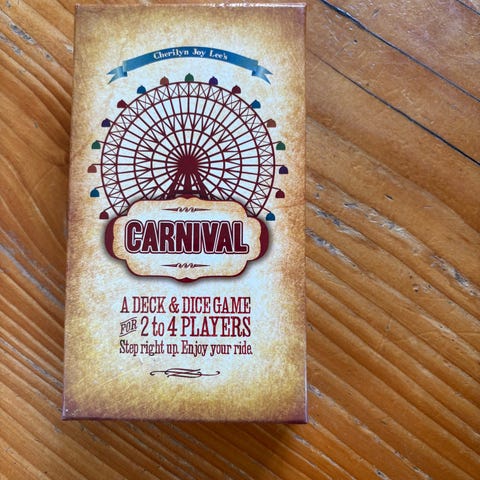 Cherilyn Joy Lee's
CARNIVAL
A DECK & DICE GAME
FOR 2 to 4 PLAYERS
Step right up. Enjoy your ride.